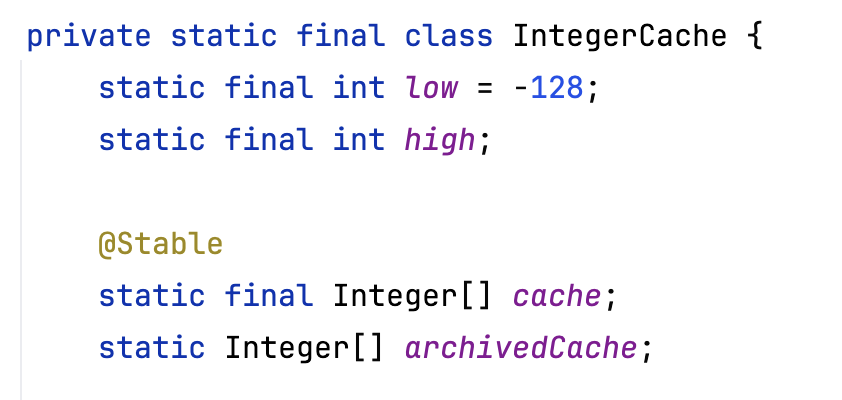 private static final class IntegerCache {
static final int low = -128;
static final int high;
@Stable
static final Integer[] cache;
static Integer[] archivedCache;